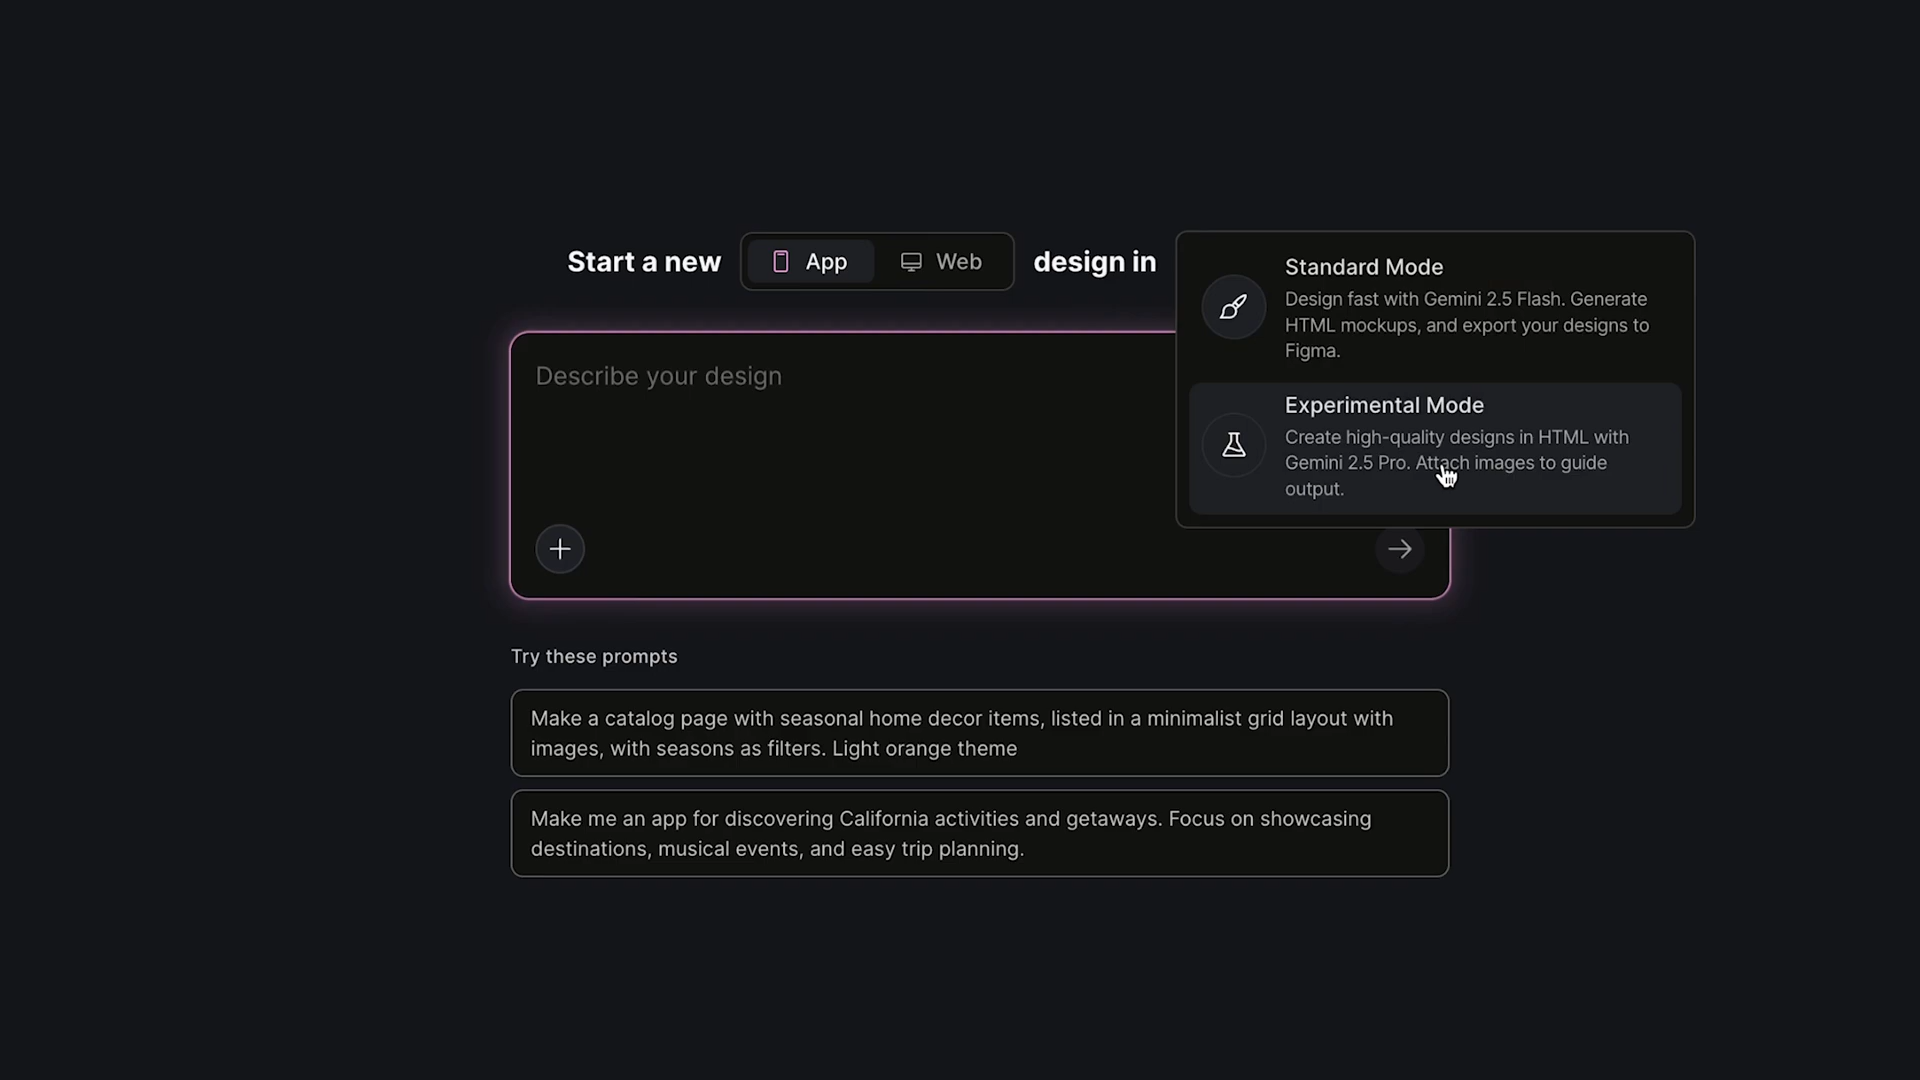 Start a new
App
Web
design in
Standard Mode
Design fast with Gemini 2.5 Flash. Generate
HTML mockups, and export your designs to
Figma.
Experimental Mode
Create high-quality designs in HTML with
Gemini 2.5 Pro. Attach images to guide
output.
Describe your design
Try these prompts
Make a catalog page with seasonal home decor items, listed in a minimalist grid layout with
images, with seasons as filters. Light orange theme
Make me an app for discovering California activities and getaways. Focus on showcasing
destinations, musical events, and easy trip planning.